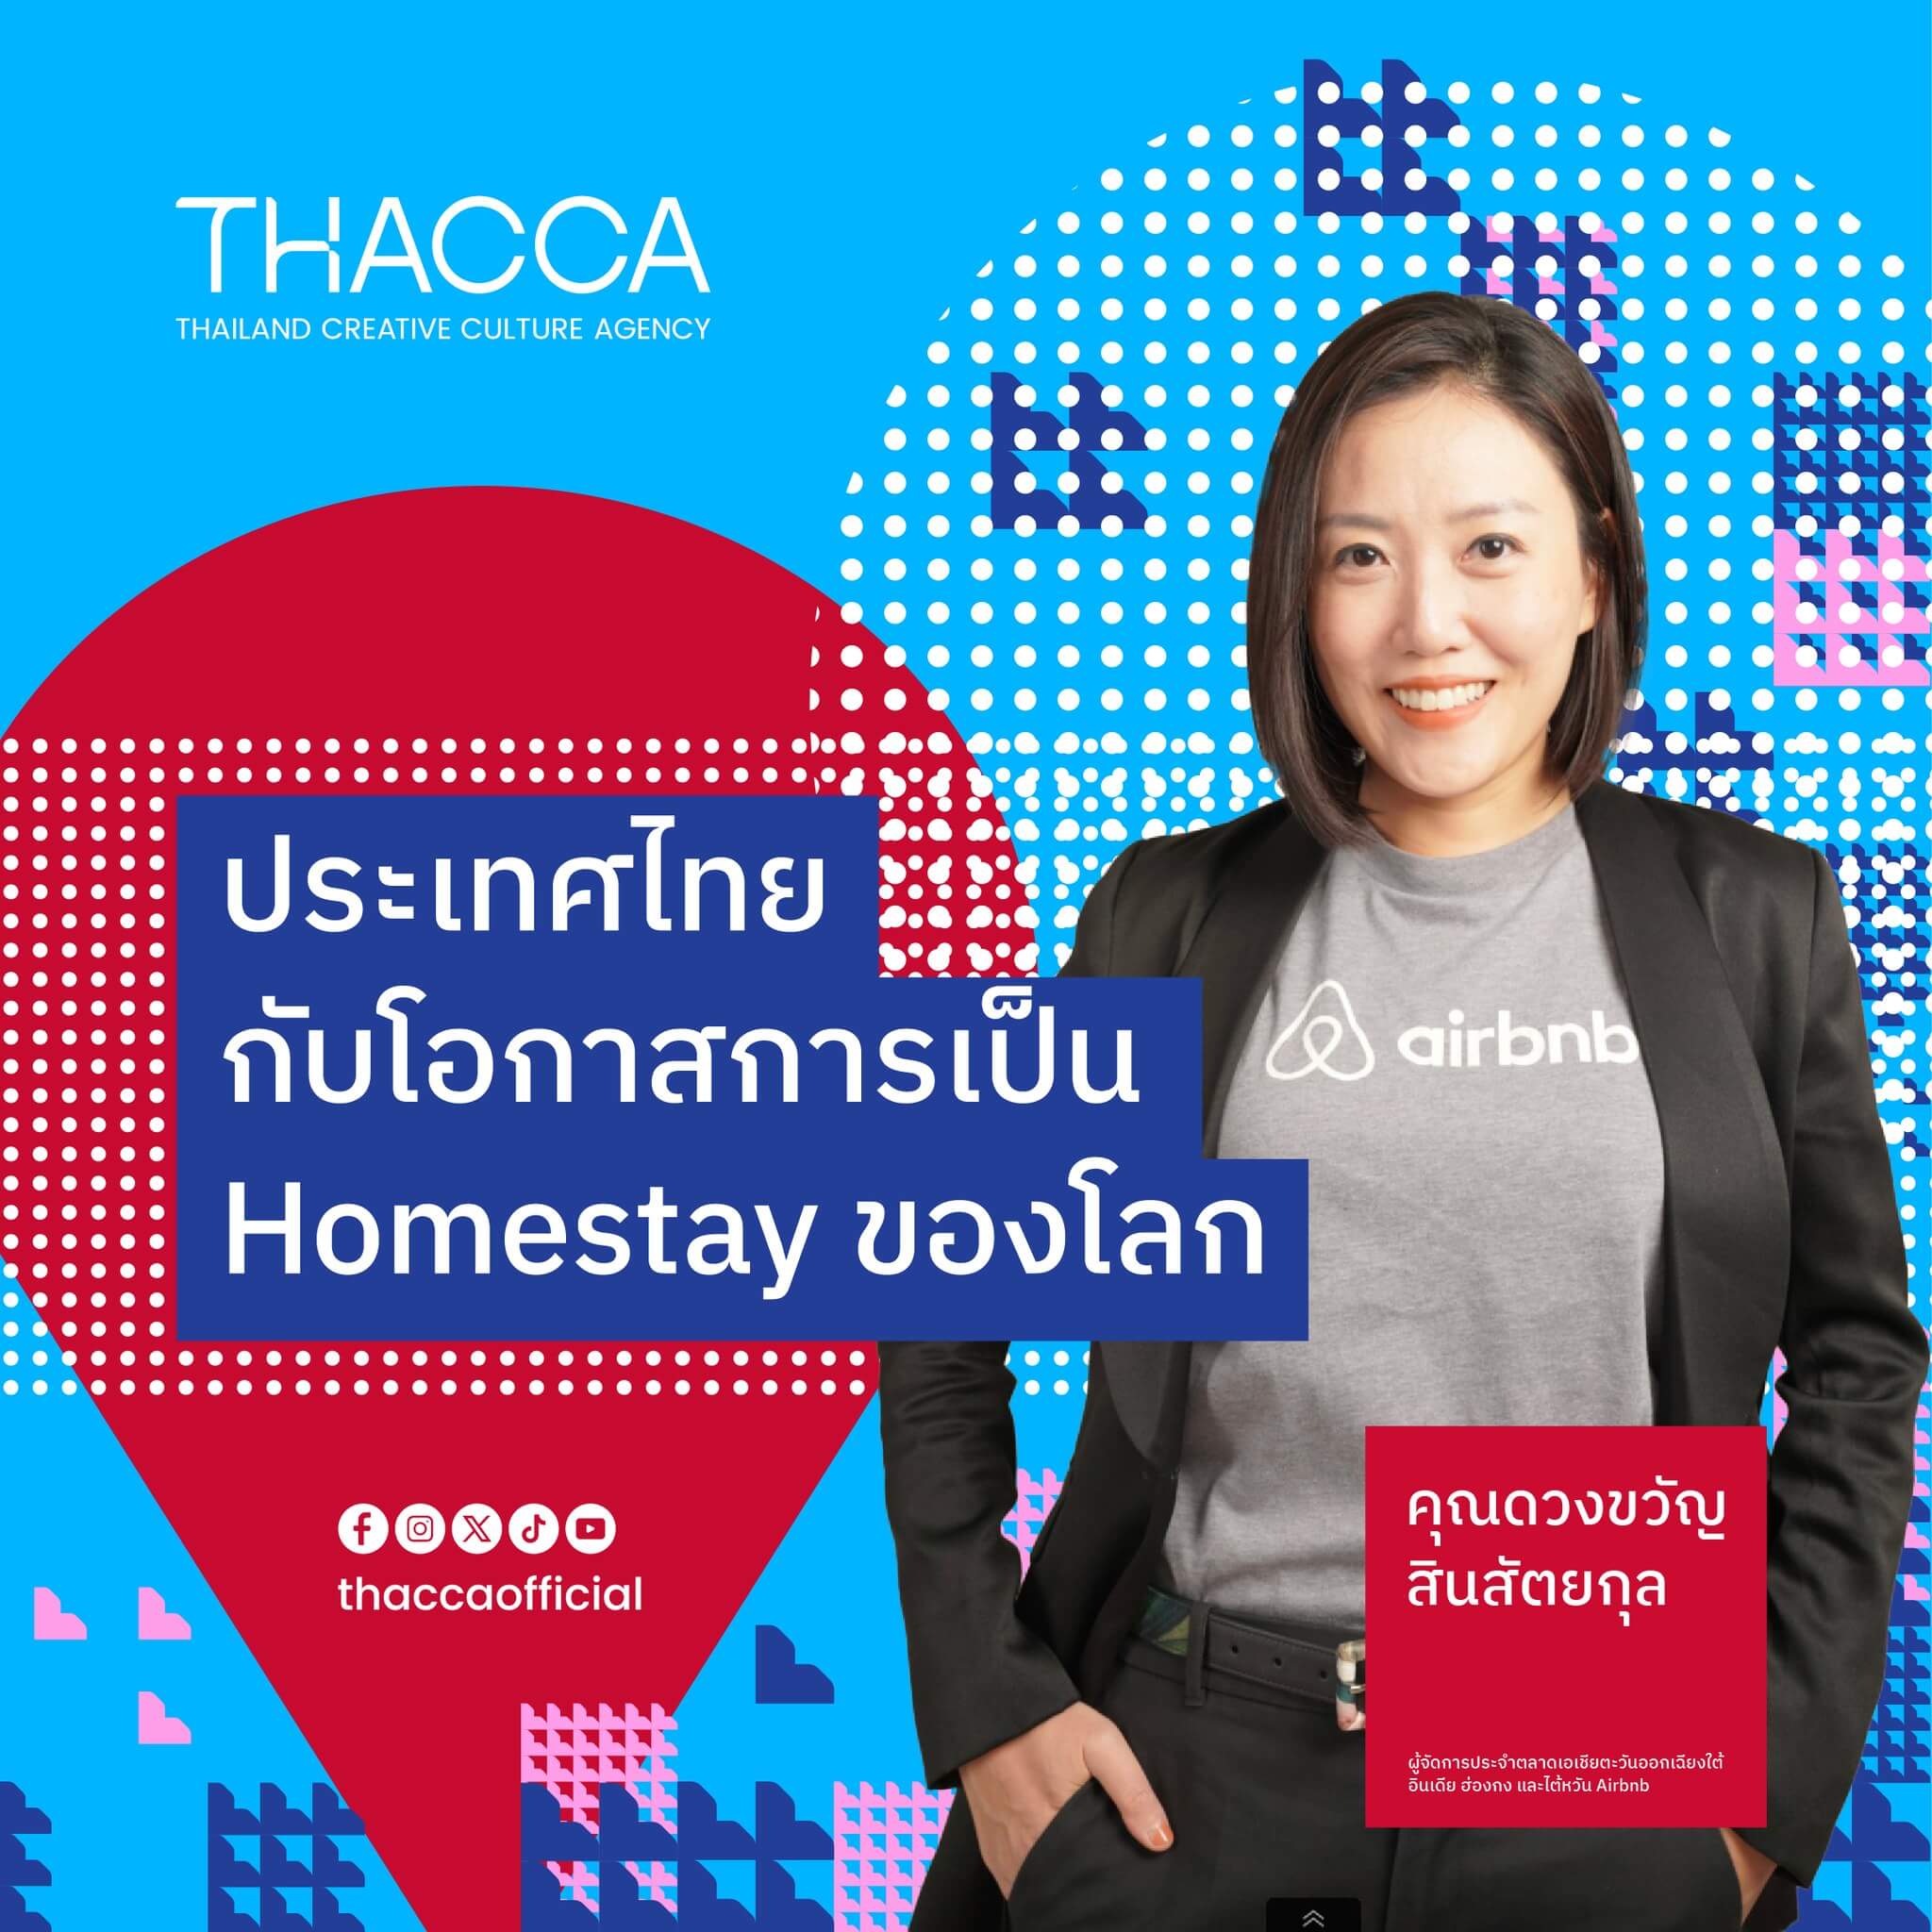 THACCA
THAILAND CREATIVE CULTURE AGENCY
ประเทศไทย
กับโอกาสการเป็น
Homestay ของโลก
airbnb
thaccaofficial
คุณดวงขวัญ
สินสัตยกุล
ผู้จัดการประจำตลาดเอเชียตะวันออกเฉียงใต้
อินเดีย ฮ่องกง และไต้หวัน Airbnb